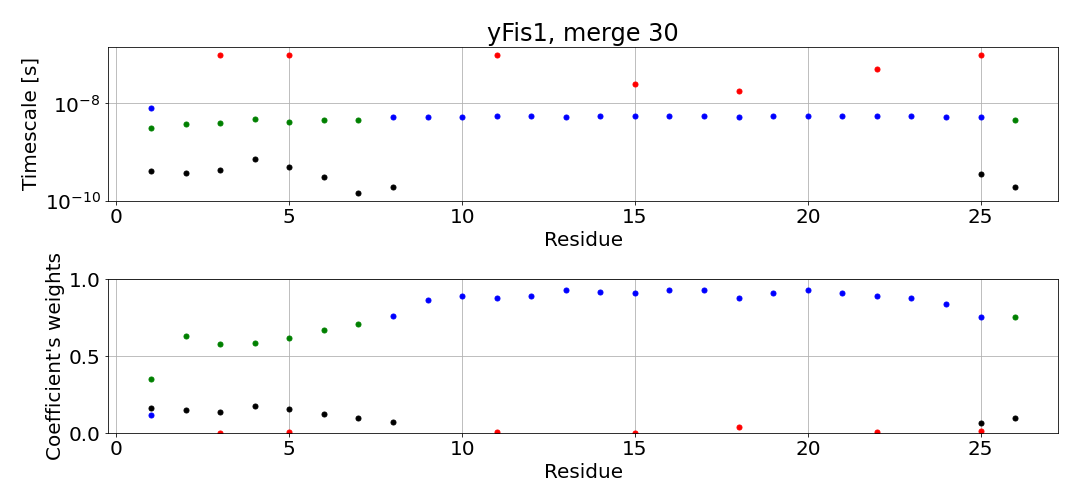 yFis1, merge 30
Timescale [s]
10⁻⁸
10⁻¹⁰
0 5 10 15 20 25
Residue
Coefficient's weights
1.0
0.5
0.0
0 5 10 15 20 25
Residue